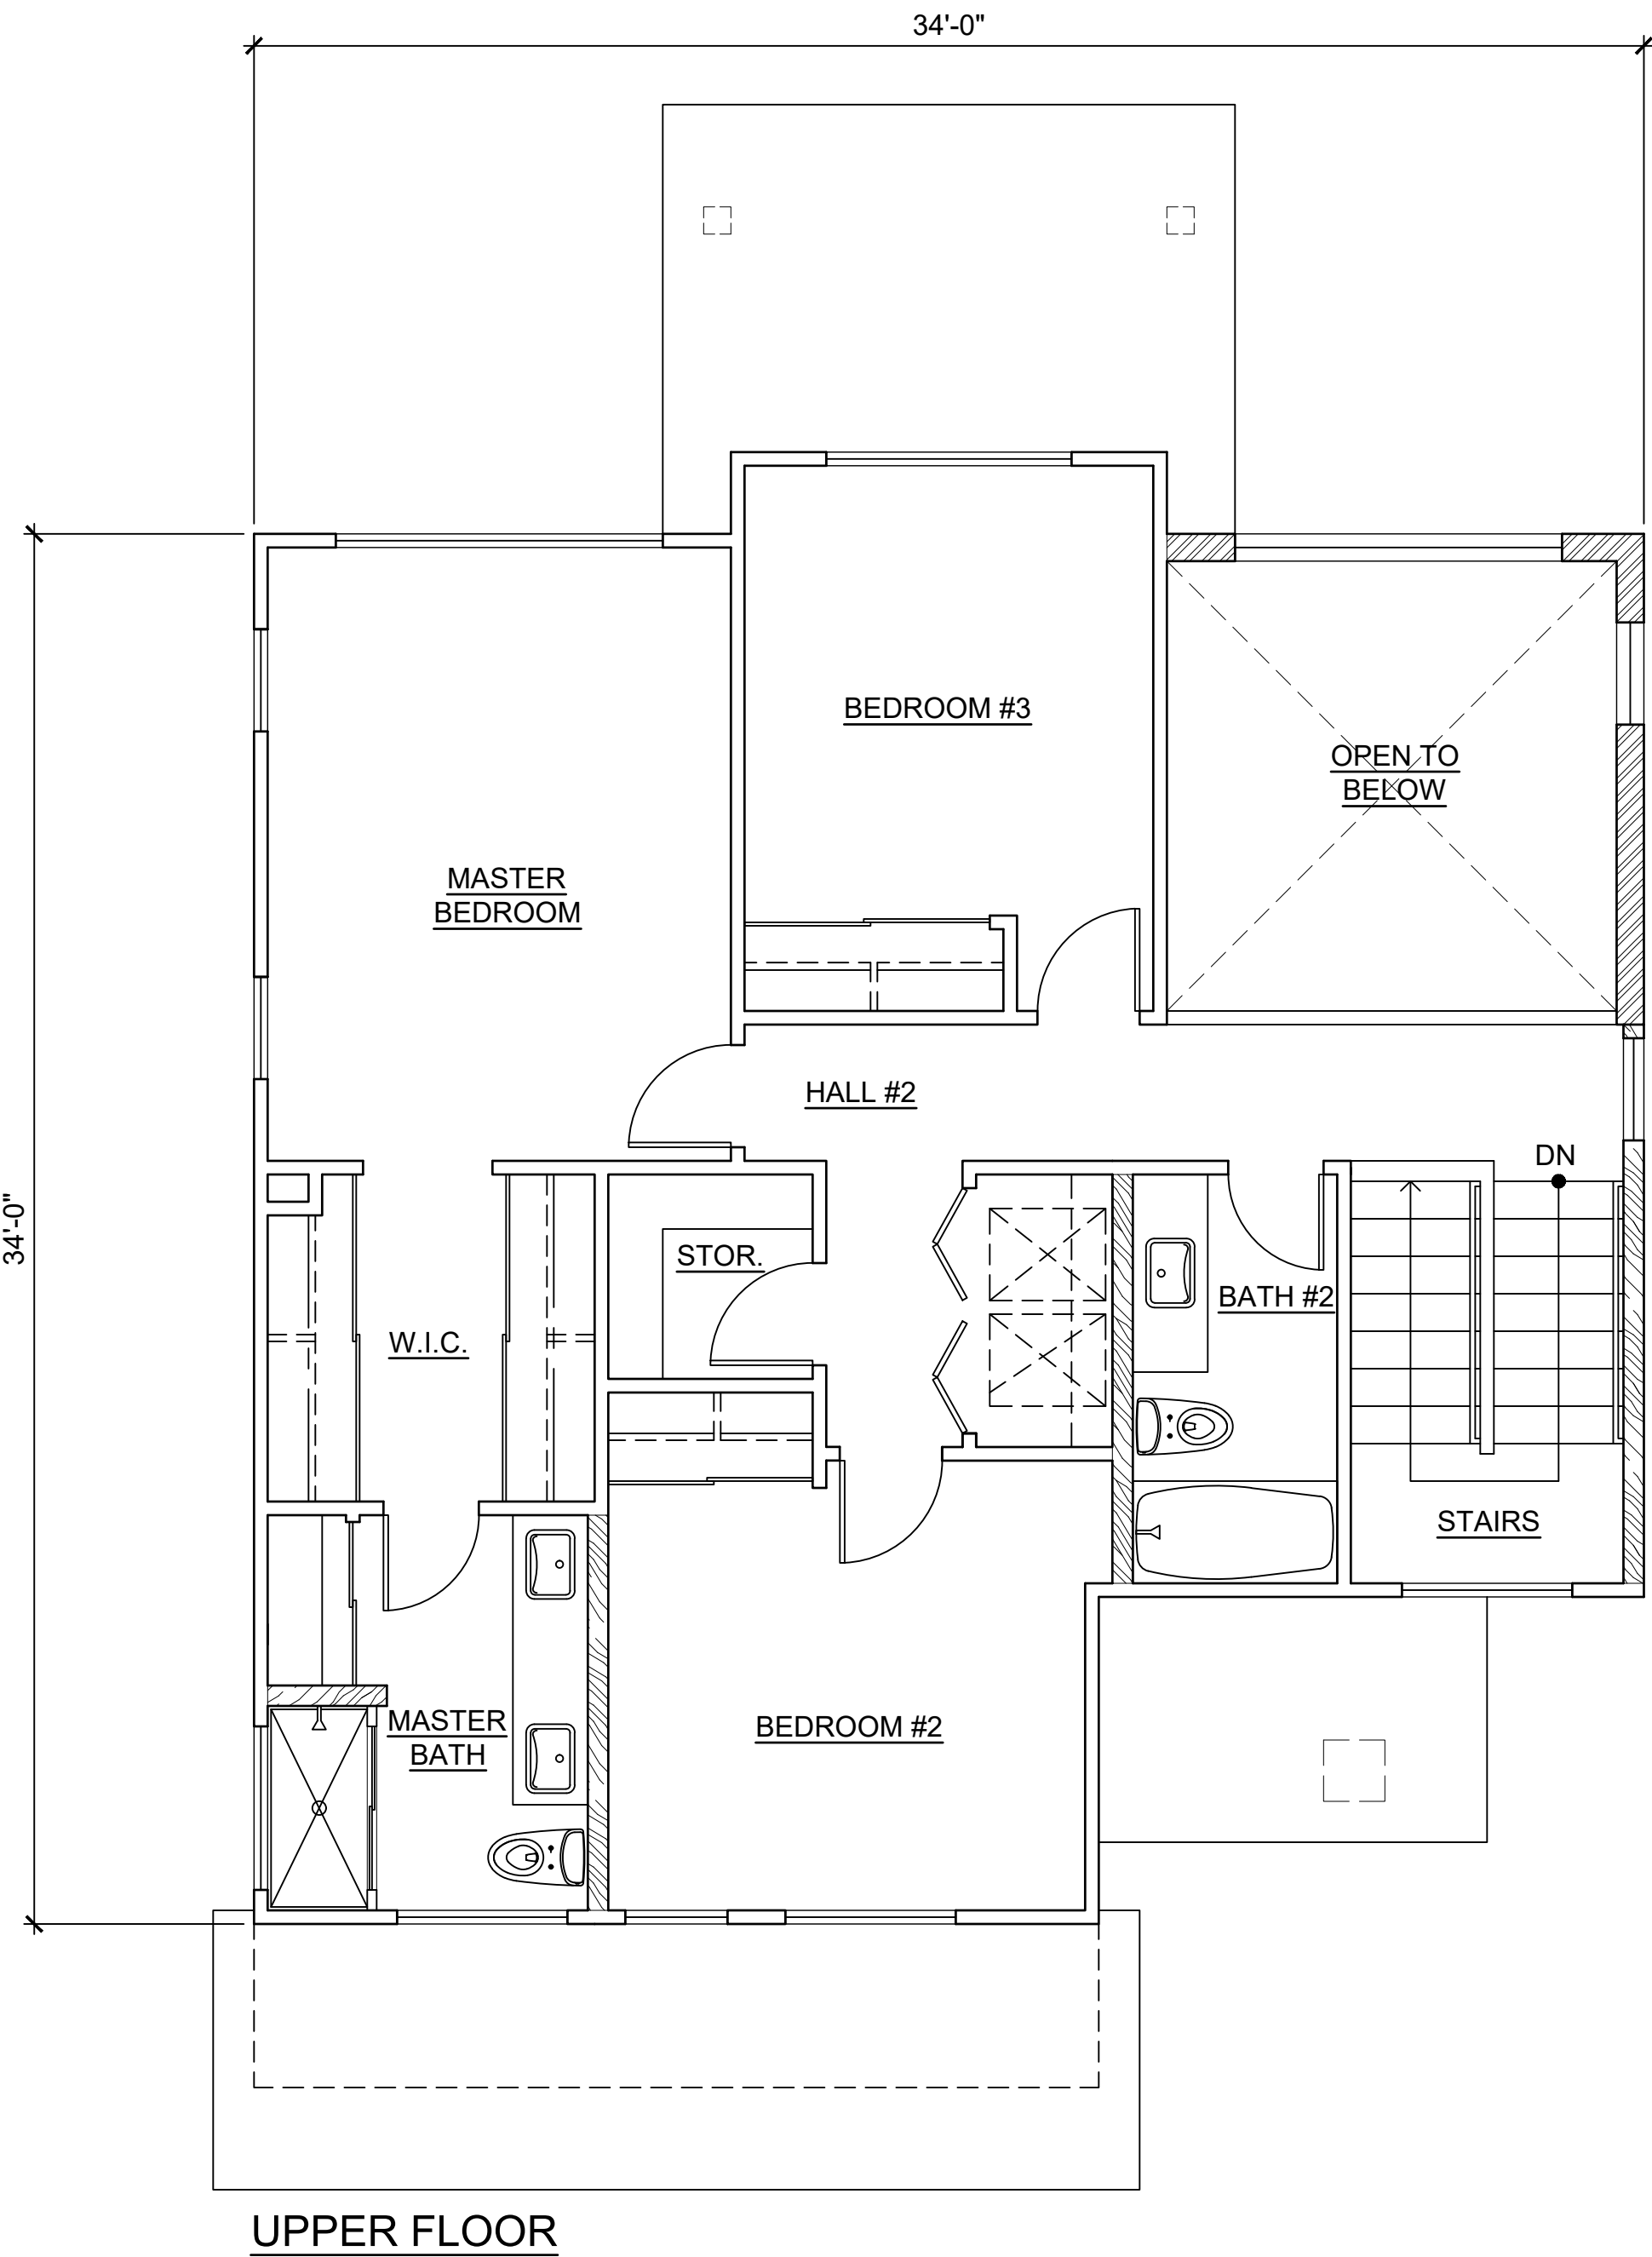 34'-0"
34'-0"
BEDROOM #3
OPEN TO
BELOW
MASTER
BEDROOM
HALL #2
DN
STOR.
BATH #2
W.I.C.
STAIRS
MASTER
BATH
BEDROOM #2
UPPER FLOOR